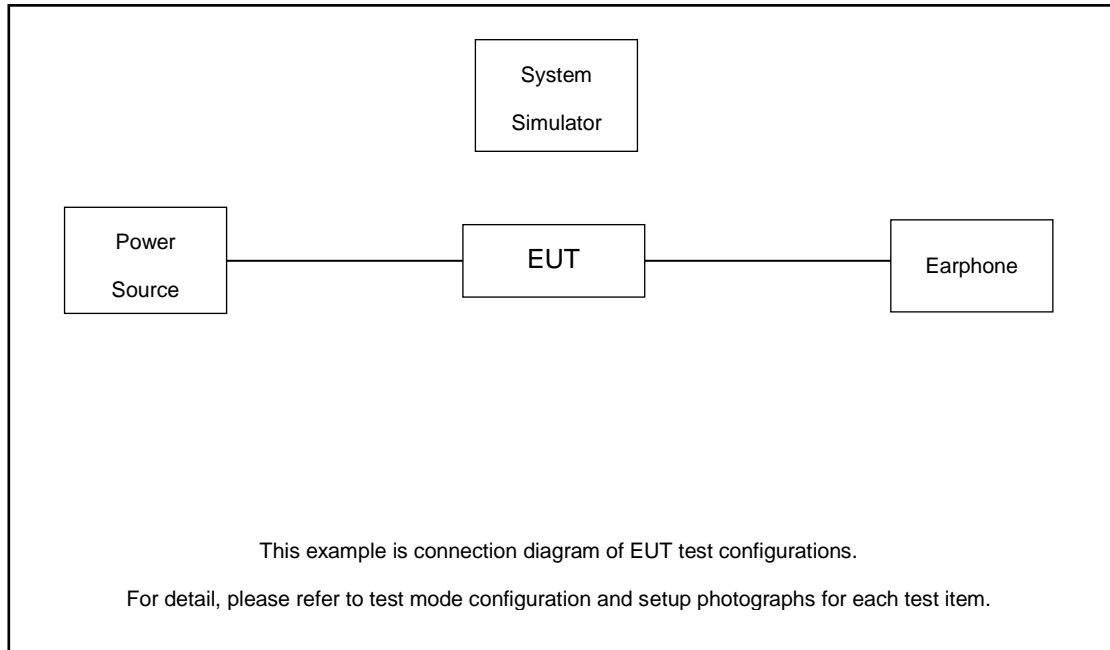 System
Simulator
Power
Source
EUT
Earphone
This example is connection diagram of EUT test configurations.
For detail, please refer to test mode configuration and setup photographs for each test item.